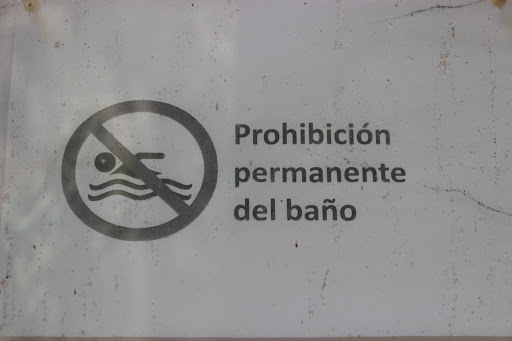 Prohibición
permanente
del baño